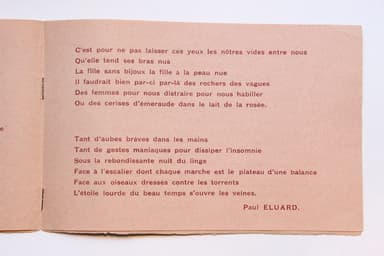 C'est pour ne pas laisser ces yeux les nôtres vides entre nous
Qu'elle tend ses bras nus
La fille sans bijoux la fille à la peau nue
Il faudrait bien par-ci par-là des rochers des vagues
Des femmes pour nous distraire pour nous habiller
Ou des cerises d'émeraude dans le lait de la rosée.
Tant d'aubes brèves dans les mains
Tant de gestes maniaques pour dissiper l'insomnie
Sous la rebondissante nuit du linge
Face à l'escalier dont chaque marche est le plateau d'une balance
Face aux oiseaux dressés contre les torrents
L'étoile lourde du beau temps s'ouvre les veines.
Paul ELUARD.